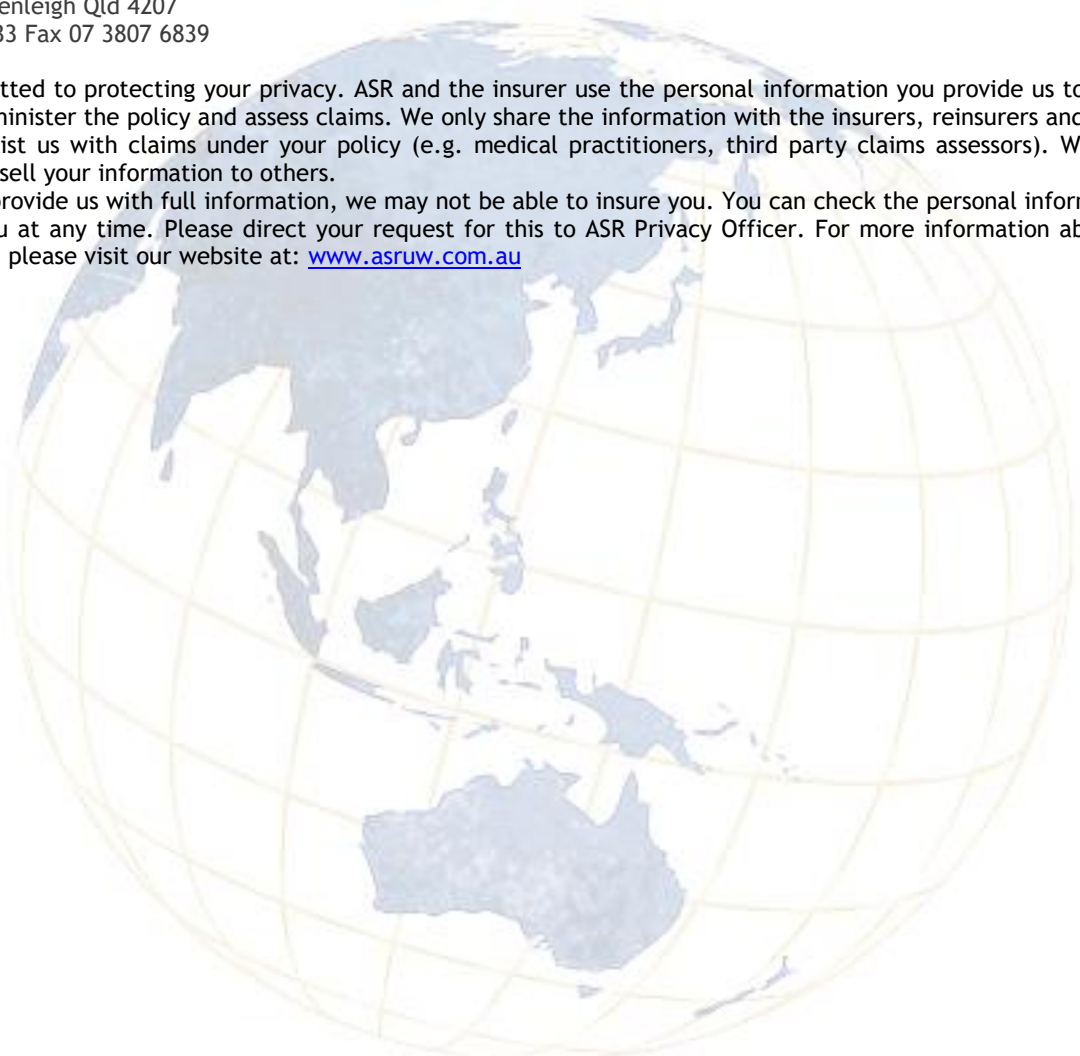 enleigh Qld 4207
33 Fax 07 3807 6839
tted to protecting your privacy. ASR and the insurer use the personal information you provide us to
minister the policy and assess claims. We only share the information with the insurers, reinsurers and
ist us with claims under your policy (e.g. medical practitioners, third party claims assessors). W
sell your information to others.
provide us with full information, we may not be able to insure you. You can check the personal inform
u at any time. Please direct your request for this to ASR Privacy Officer. For more information ab
please visit our website at: www.asruw.com.au